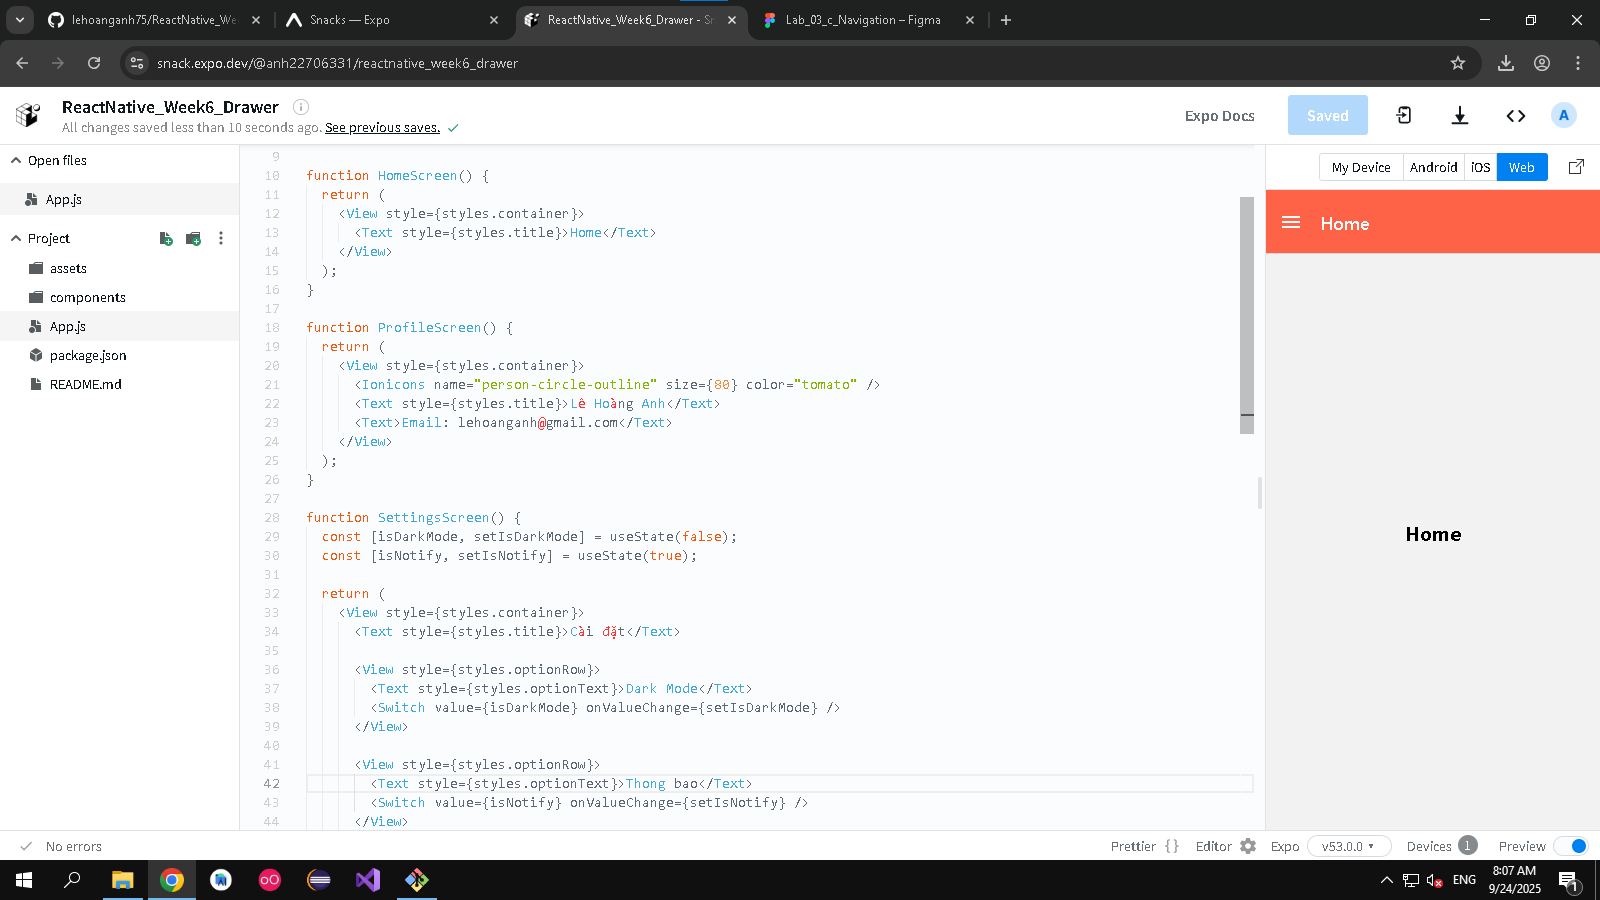 lehoanganh75/ReactNative_We
Snacks — Expo
ReactNative_Week6_Drawer - Sn
Lab_03_c_Navigation – Figma
snack.expo.dev/@anh22706331/reactnative_week6_drawer
ReactNative_Week6_Drawer
All changes saved less than 10 seconds ago. See previous saves.
Expo Docs
Saved
A
Open files
App.js
Project
assets
components
App.js
package.json
README.md
9
10 function HomeScreen() {
11 return (
12 <View style={styles.container}>
13 <Text style={styles.title}>Home</Text>
14 </View>
15 );
16 }
17
18 function ProfileScreen() {
19 return (
20 <View style={styles.container}>
21 <Ionicons name="person-circle-outline" size={80} color="tomato" />
22 <Text style={styles.title}>Lê Hoàng Anh</Text>
23 <Text>Email: lehoanganh@gmail.com</Text>
24 </View>
25 );
26 }
27
28 function SettingsScreen() {
29 const [isDarkMode, setIsDarkMode] = useState(false);
30 const [isNotify, setIsNotify] = useState(true);
31
32 return (
33 <View style={styles.container}>
34 <Text style={styles.title}>Cài đặt</Text>
35
36 <View style={styles.optionRow}>
37 <Text style={styles.optionText}>Dark Mode</Text>
38 <Switch value={isDarkMode} onValueChange={setIsDarkMode} />
39 </View>
40
41 <View style={styles.optionRow}>
42 <Text style={styles.optionText}>Thong bao</Text>
43 <Switch value={isNotify} onValueChange={setIsNotify} />
44 </View>
My Device Android iOS Web
Home
Home
No errors
Prettier {} Editor Expo v53.0.0 Devices 1 Preview
ENG
8:07 AM
9/24/2025
1